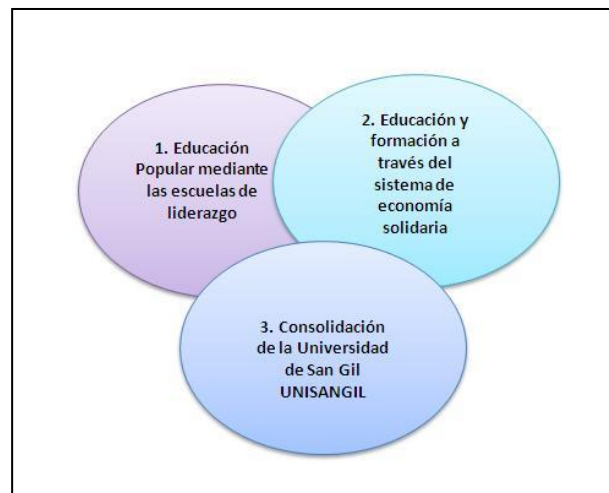 1. Educación
Popular mediante
las escuelas de
liderazgo
2. Educación y
formación a
través del
sistema de
economía
solidaria
3. Consolidación
de la Universidad
de San Gil
UNISANGIL